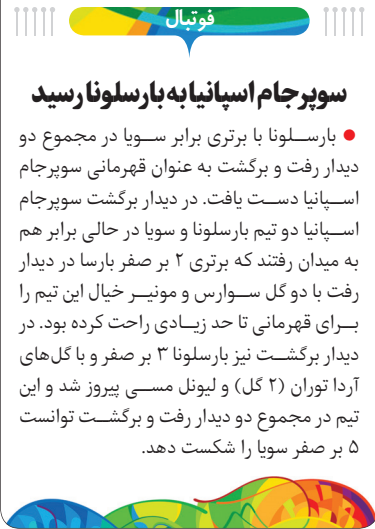 فوتبال
سوپرجام اسپانیا به بارسلونا رسید
● بارسلونا با برتری برابر سویا در مجموع دو
دیدار رفت و برگشت به عنوان قهرمانی سوپرجام
اسپانیا دست یافت. در دیدار برگشت سوپرجام
اسپانیا دو تیم بارسلونا و سویا در حالی برابر هم
به میدان رفتند که برتری ۲ بر صفر بارسا در دیدار
رفت با دو گل سوارس و مونیر خیال این تیم را
برای قهرمانی تا حد زیادی راحت کرده بود. در
دیدار برگشت نیز بارسلونا ۳ بر صفر و با گل‌های
آردا توران (۲ گل) و لیونل مسی پیروز شد و این
تیم در مجموع دو دیدار رفت و برگشت توانست
۵ بر صفر سویا را شکست دهد.